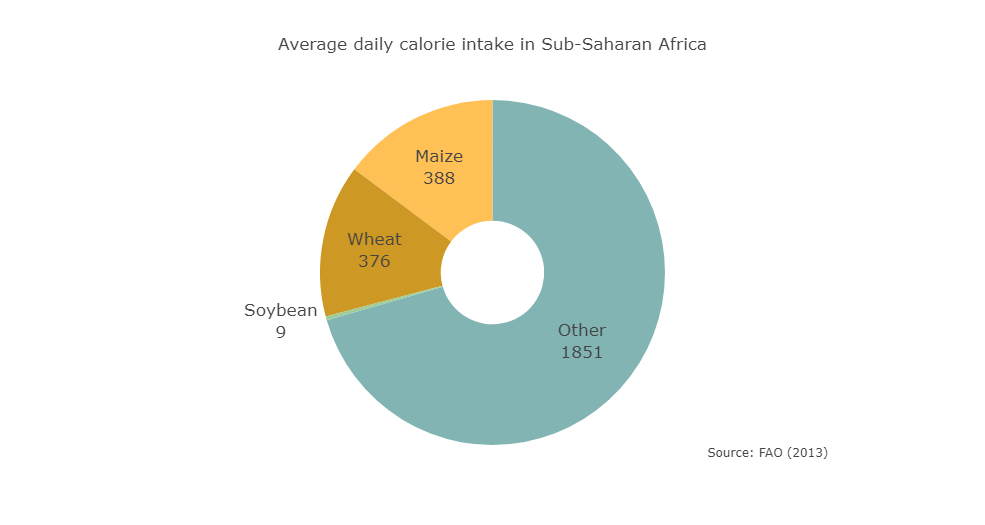 Average daily calorie intake in Sub-Saharan Africa
Maize
388
Wheat
376
Soybean
9
Other
1851
Source: FAO (2013)